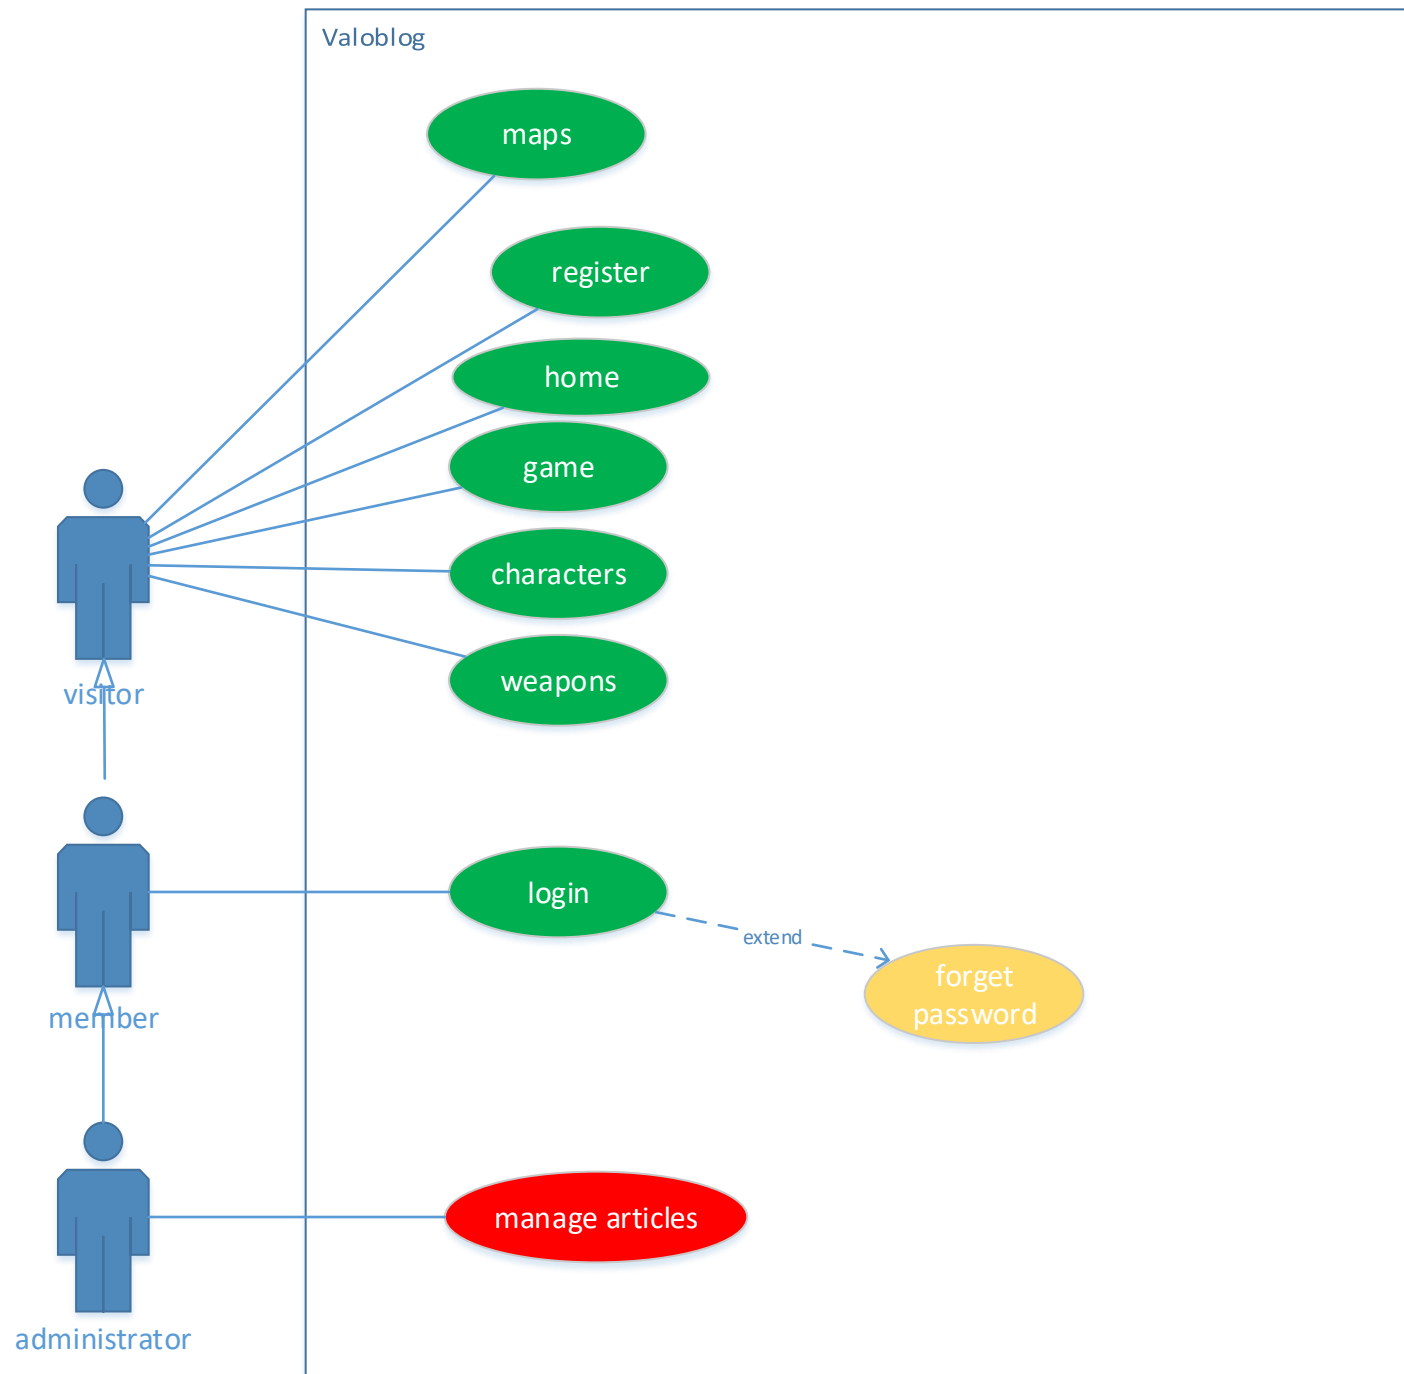 Valoblog
maps
register
home
game
characters
weapons
visitor
login
extend
forget
password
member
manage articles
administrator